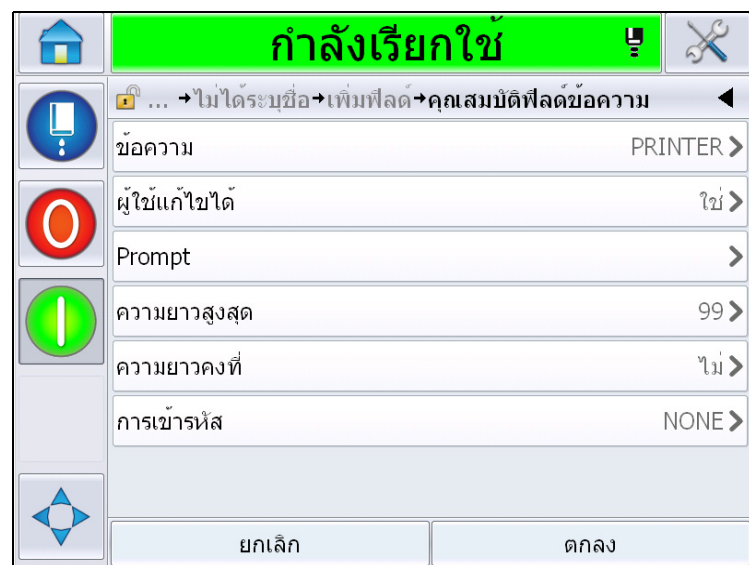 กำลังเรียกใช้
... →ไม่ได้ระบุชื่อ→เพิ่มฟิลด์→คุณสมบัติฟิลด์ข้อความ
ข้อความ PRINTER
ผู้ใช้แก้ไขได้ ใช่
Prompt
ความยาวสูงสุด 99
ความยาวคงที่ ไม่
การเข้ารหัส NONE
ยกเลิก ตกลง